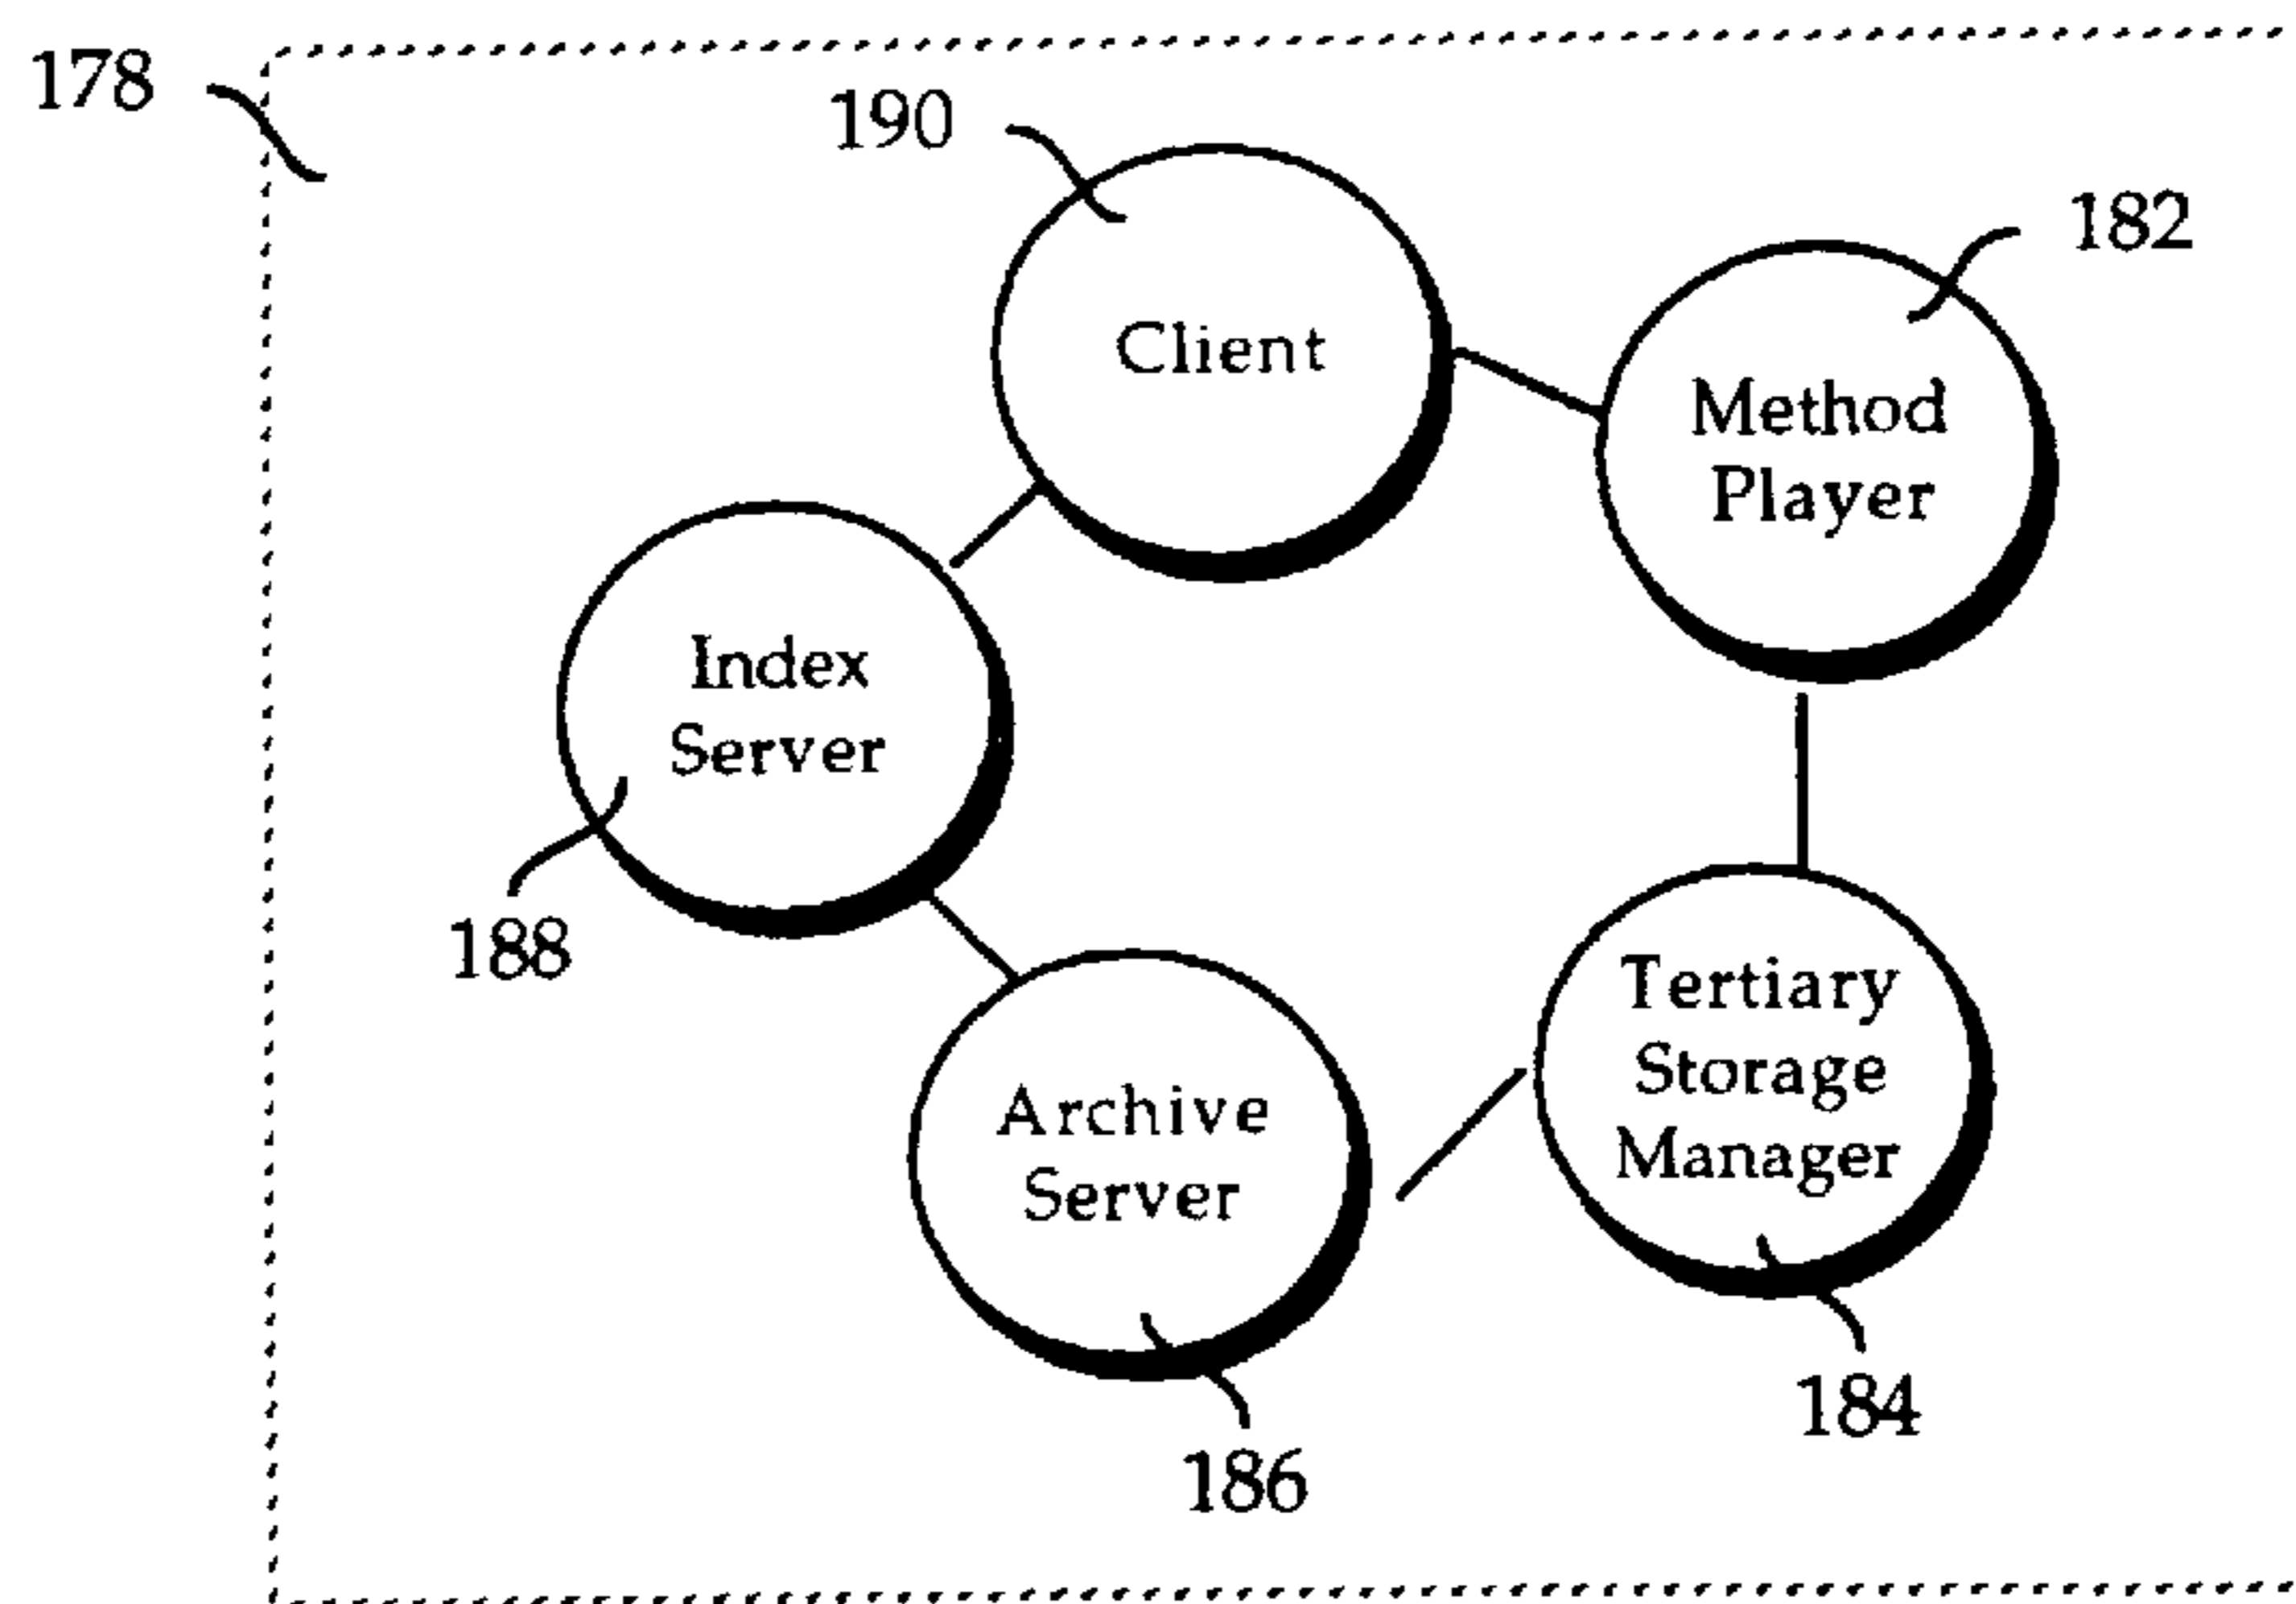 178
190
182
Client
Method
Player
Index
Server
188
Tertiary
Storage
Manager
Archive
Server
184
186